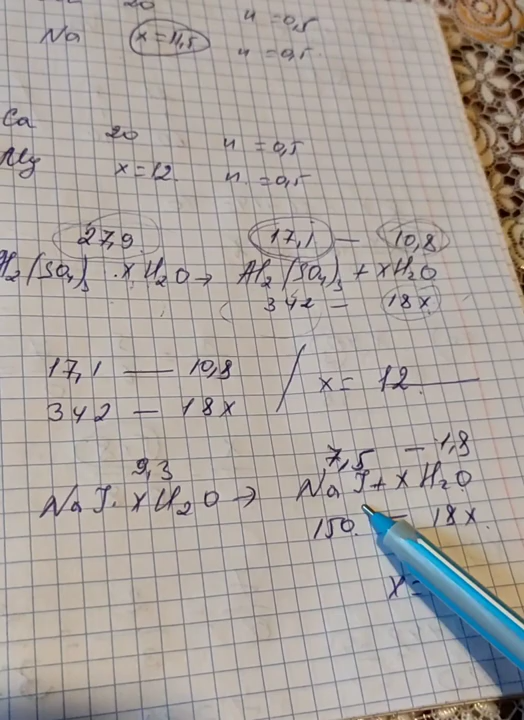 20
Na x = 11,5 n = 0,5
n = 0,5
Ca 20 n = 0,5
Mg x = 12 n = 0,5
27,9 17,1 — 10,8
Al2(SO4)3 · xH2O → Al2(SO4)3 + xH2O
342 — 18x
17,1 — 10,8 / x = 12
342 — 18x
9,3 7,5 — 1,8
NaJ · xH2O → NaJ + xH2O
150 — 18x
x =